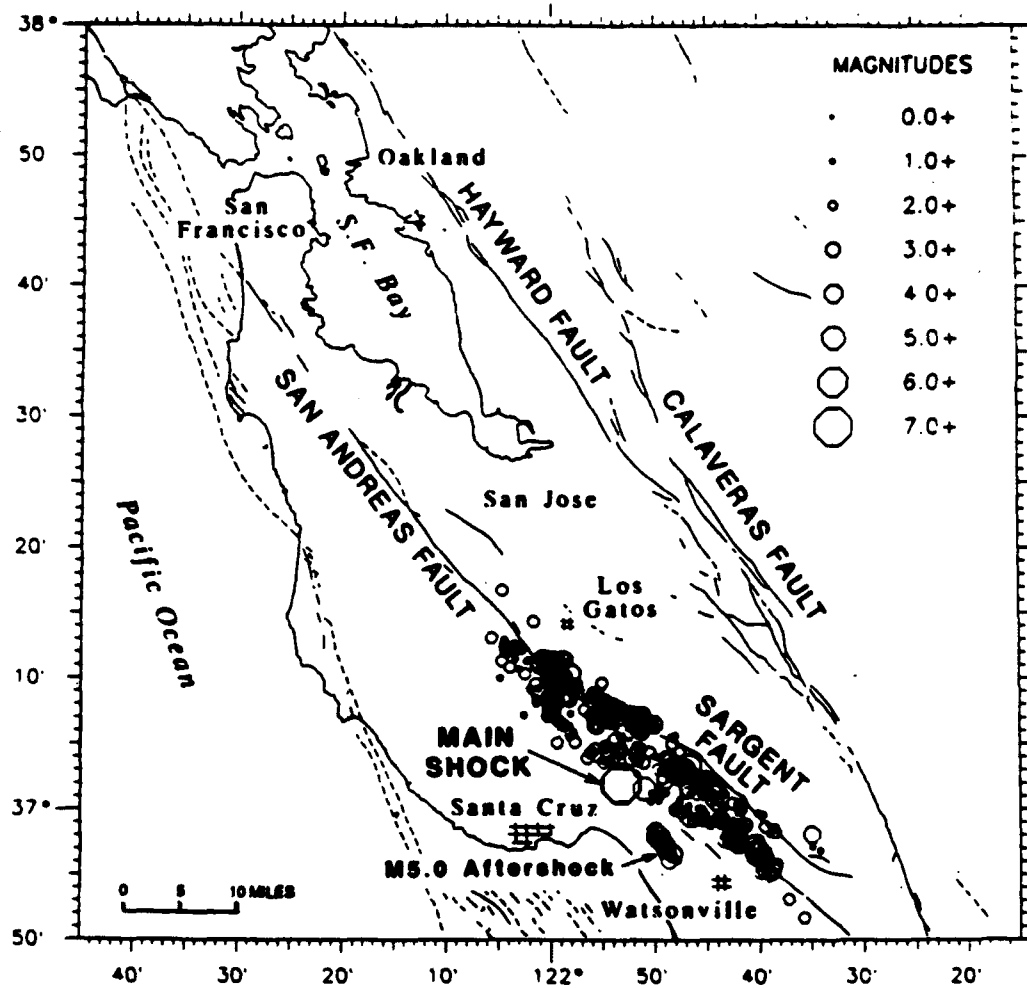 38°
50
40'
30'
20'
10'
37°
50'
MAGNITUDES
0.0+
1.0+
2.0+
3.0+
4.0+
5.0+
6.0+
7.0+
Oakland
San
Francisco
S. F. Bay
HAYWARD FAULT
SAN ANDREAS FAULT
CALAVERAS FAULT
San Jose
Pacific Ocean
Los
Gatos
SARGENT
FAULT
MAIN
SHOCK
Santa Cruz
M5.0 Aftershock
Watsonville
0 5 10 MILES
40' 30' 20' 10' 122° 50' 40' 30' 20'